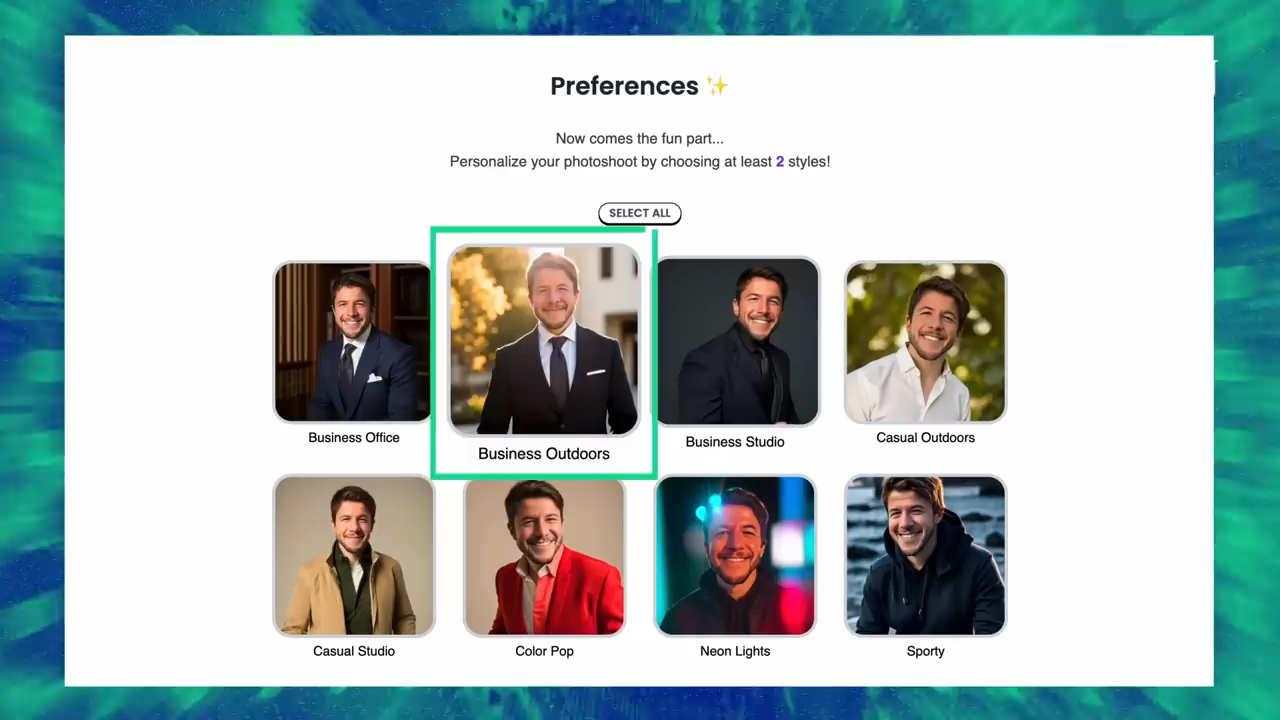 Preferences ✨
Now comes the fun part...
Personalize your photoshoot by choosing at least 2 styles!
SELECT ALL
Business Office
Business Outdoors
Business Studio
Casual Outdoors
Casual Studio
Color Pop
Neon Lights
Sporty